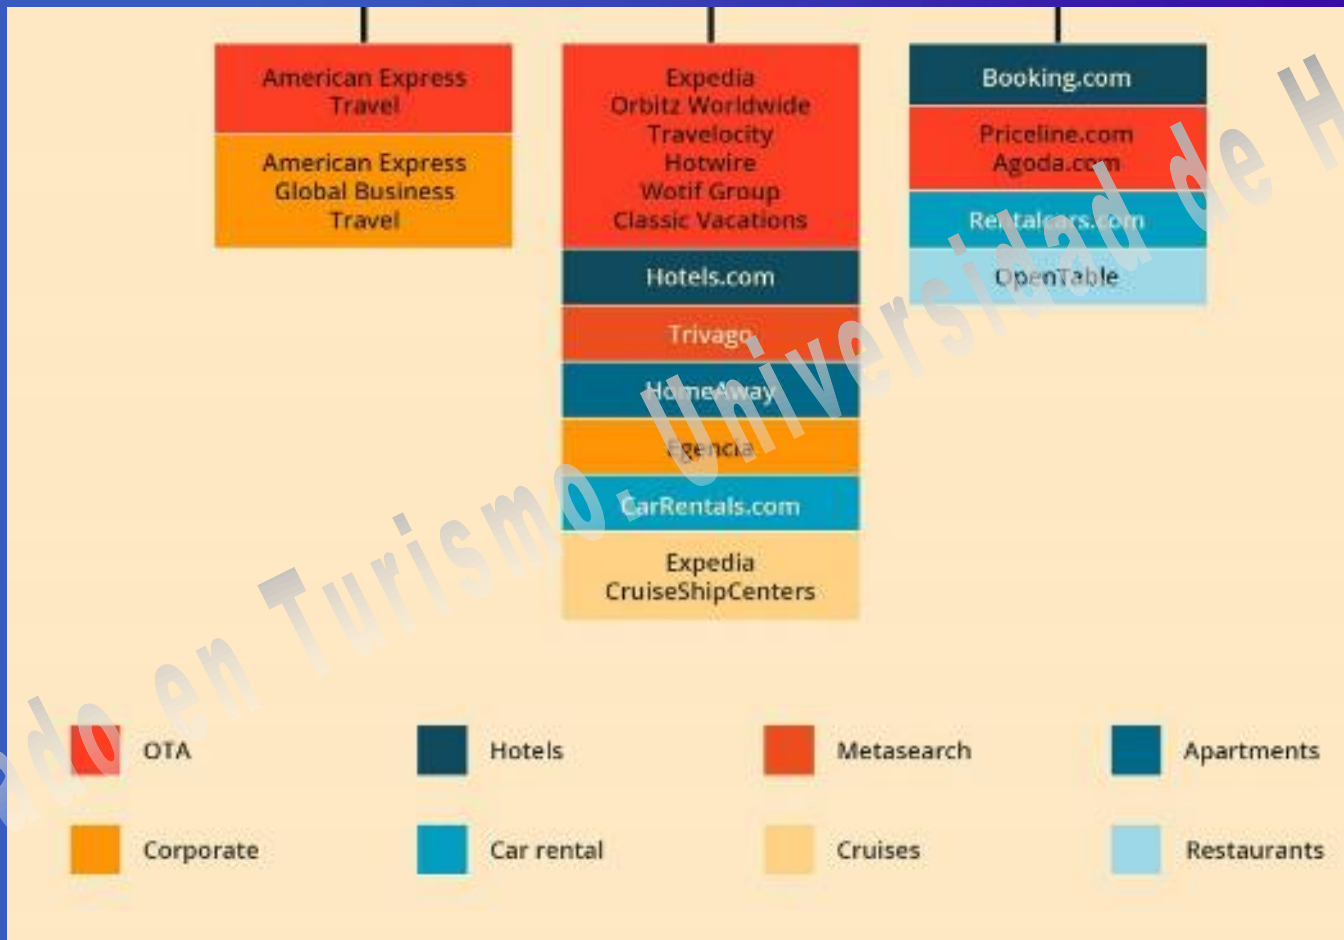 American Express
Travel
American Express
Global Business
Travel
Expedia
Orbitz Worldwide
Travelocity
Hotwire
Wotif Group
Classic Vacations
Hotels.com
Trivago
HomeAway
Egencia
CarRentals.com
Expedia
CruiseShipCenters
Booking.com
Priceline.com
Agoda.com
Rentalcars.com
OpenTable
OTA
Hotels
Metasearch
Apartments
Corporate
Car rental
Cruises
Restaurants
en Turismo. Universidad de